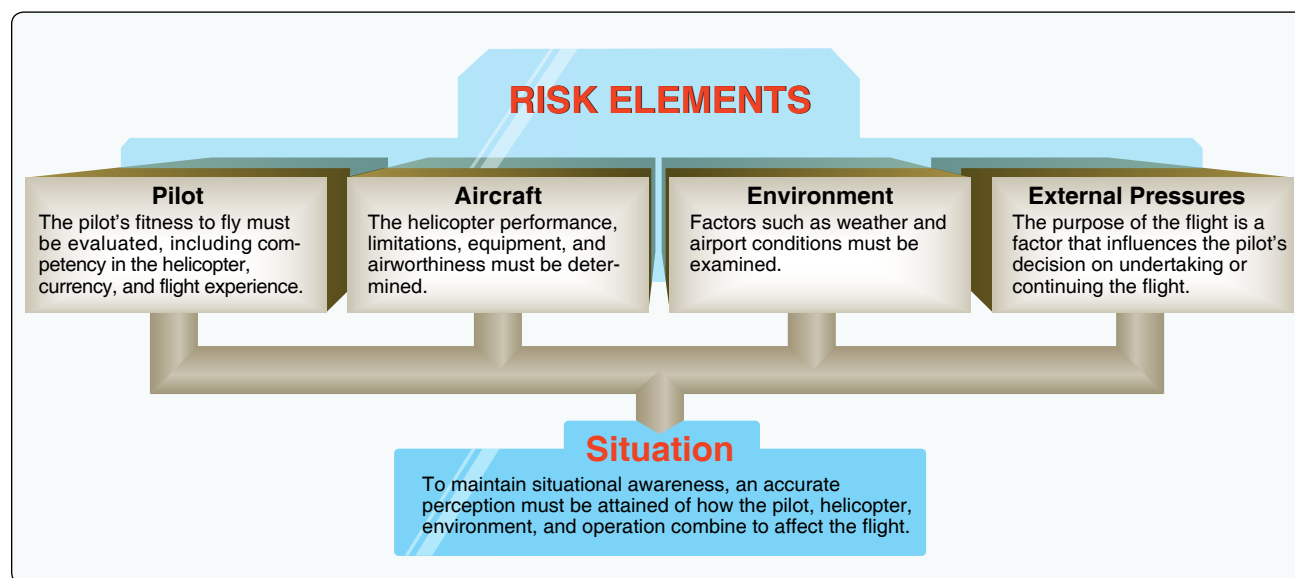 RISK ELEMENTS
Pilot
The pilot's fitness to fly must
be evaluated, including com-
petency in the helicopter,
currency, and flight experience.
Aircraft
The helicopter performance,
limitations, equipment, and
airworthiness must be deter-
mined.
Environment
Factors such as weather and
airport conditions must be
examined.
External Pressures
The purpose of the flight is a
factor that influences the pilot's
decision on undertaking or
continuing the flight.
Situation
To maintain situational awareness, an accurate
perception must be attained of how the pilot, helicopter,
environment, and operation combine to affect the flight.